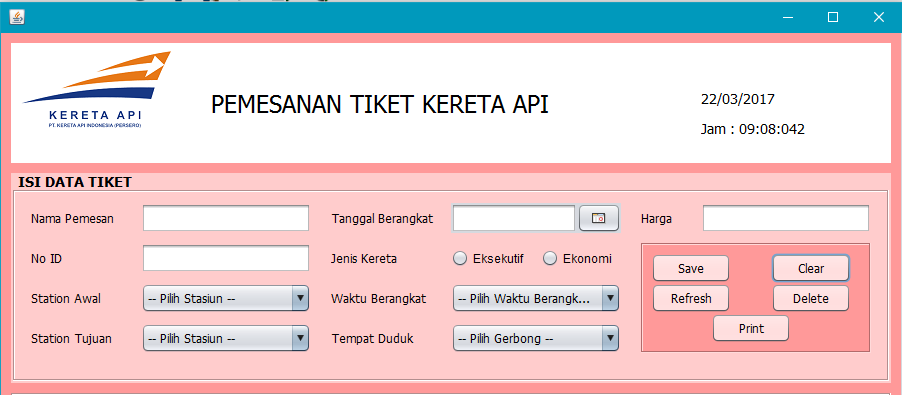 KERETA API
PT. KERETA API INDONESIA (PERSERO)
PEMESANAN TIKET KERETA API
22/03/2017
Jam : 09:08:042
ISI DATA TIKET
Nama Pemesan
Tanggal Berangkat
Harga
No ID
Jenis Kereta
Eksekutif
Ekonomi
Save
Clear
Station Awal
-- Pilih Stasiun --
Waktu Berangkat
-- Pilih Waktu Berangk...
Refresh
Delete
Print
Station Tujuan
-- Pilih Stasiun --
Tempat Duduk
-- Pilih Gerbong --